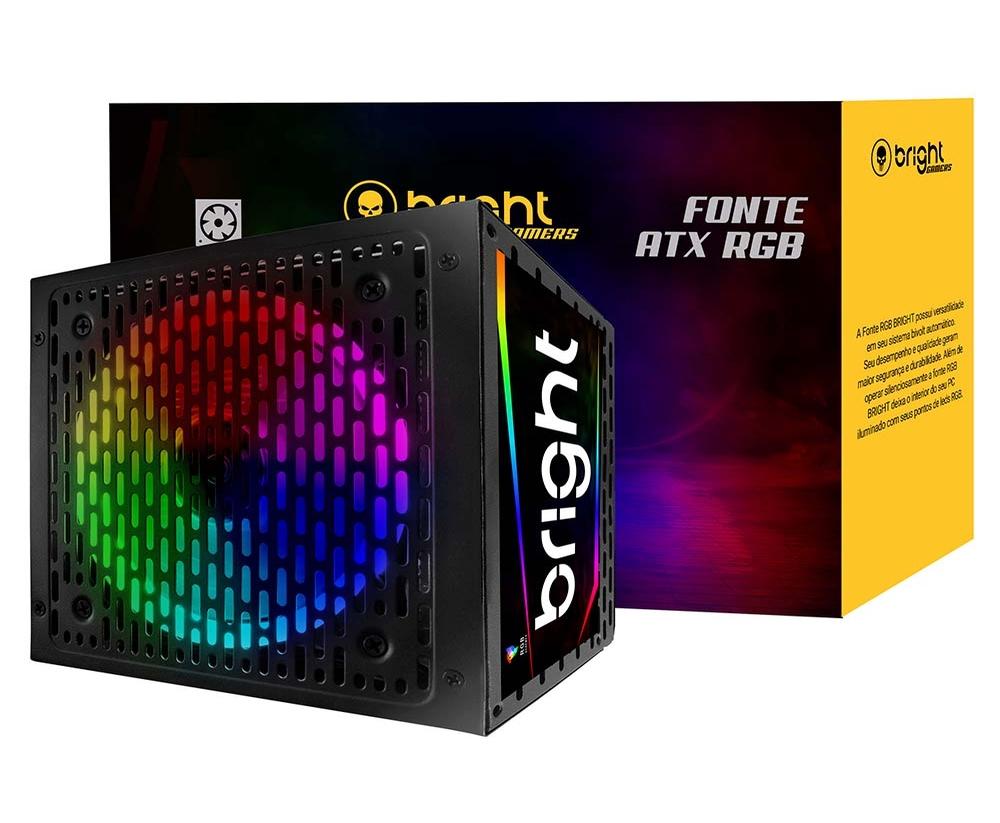 bright
GAMERS
FONTE
ATX RGB
bright
GAMERS
A Fonte RGB BRIGHT possui versatilidade
em seu sistema bivolt automático.
Seu desempenho e qualidade geram
maior segurança e durabilidade. Além de
operar silenciosamente a fonte RGB
BRIGHT deixa o interior do seu PC
iluminado com seus pontos de leds RGB.
bright
RGB